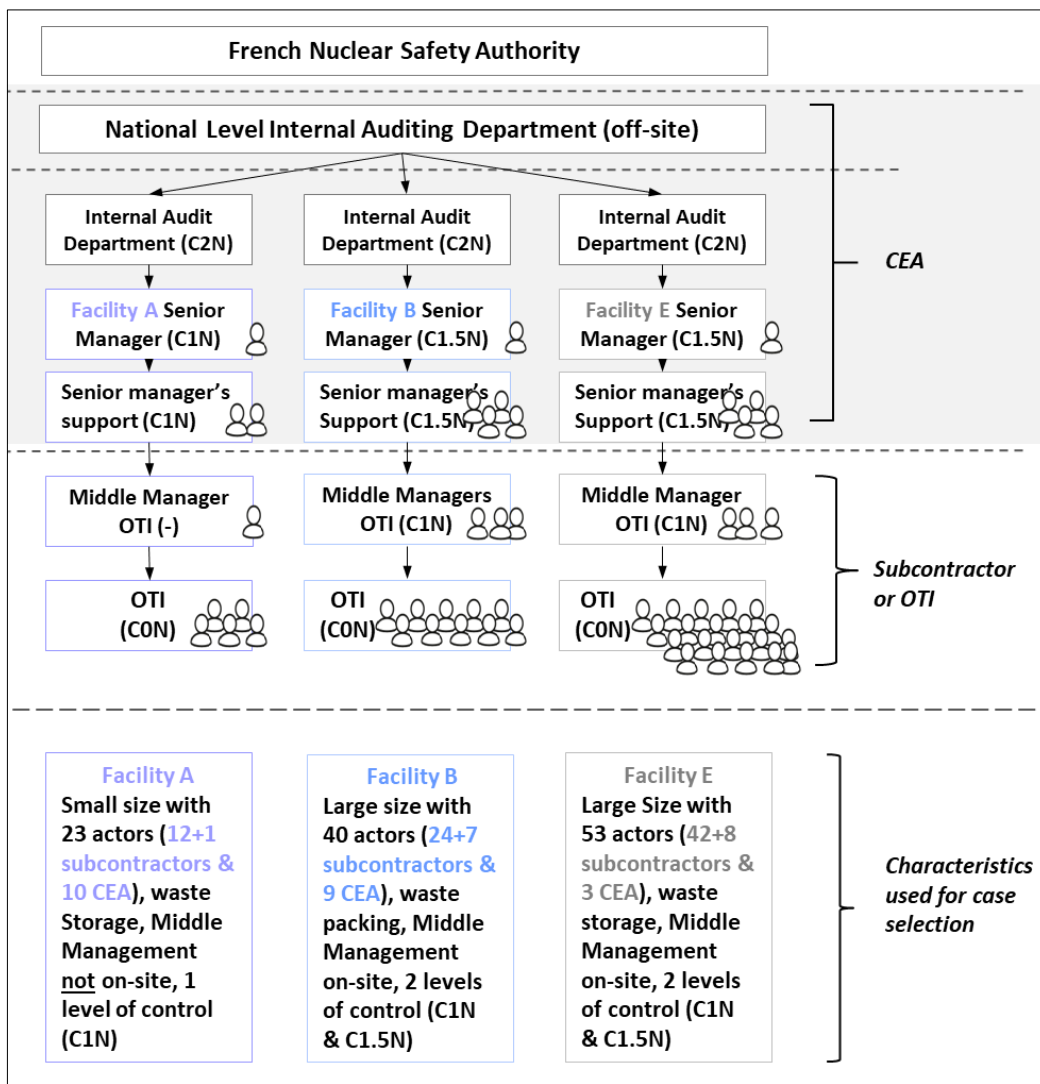 French Nuclear Safety Authority
National Level Internal Auditing Department (off-site)
Internal Audit
Department (C2N)
Internal Audit
Department (C2N)
Internal Audit
Department (C2N)
CEA
Facility A Senior
Manager (C1N)
Facility B Senior
Manager (C1.5N)
Facility E Senior
Manager (C1.5N)
Senior manager's
support (C1N)
Senior manager's
Support (C1.5N)
Senior manager's
Support (C1.5N)
Middle Manager
OTI (-)
Middle Managers
OTI (C1N)
Middle Manager
OTI (C1N)
Subcontractor
or OTI
OTI
(C0N)
OTI
(C0N)
OTI
(C0N)
Facility A
Small size with
23 actors (12+1
subcontractors &
10 CEA), waste
Storage, Middle
Management
not on-site, 1
level of control
(C1N)
Facility B
Large size with
40 actors (24+7
subcontractors &
9 CEA), waste
packing, Middle
Management
on-site, 2 levels
of control (C1N
& C1.5N)
Facility E
Large Size with
53 actors (42+8
subcontractors &
3 CEA), waste
storage, Middle
Management
on-site, 2 levels
of control (C1N
& C1.5N)
Characteristics
used for case
selection